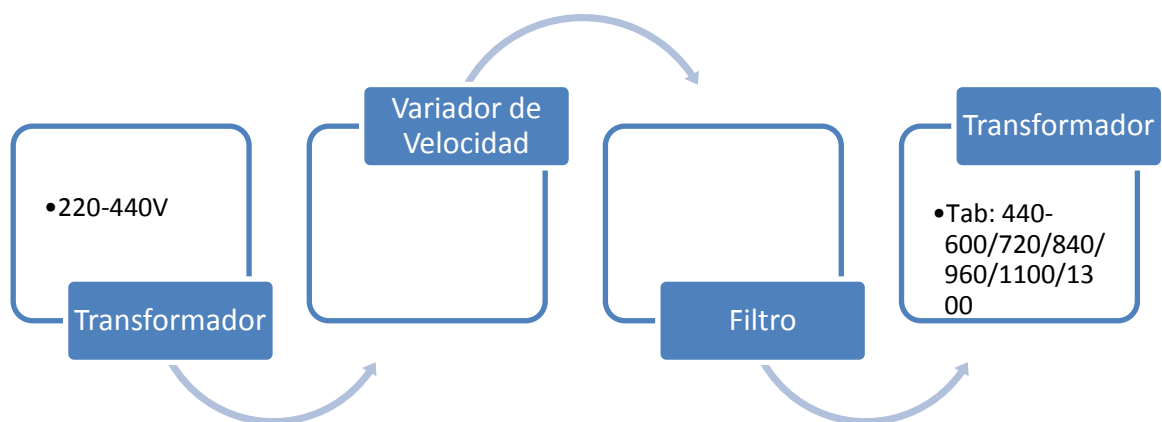 •220-440V
Transformador
Variador de
Velocidad
Filtro
Transformador
•Tab: 440-
600/720/840/
960/1100/13
00